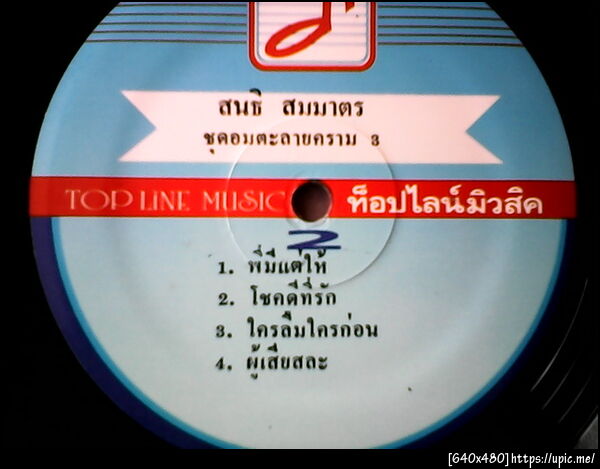 สนธิ สมมาตร
ชุดอมตะลายคราม 3
TOP LINE MUSIC ท็อปไลน์มิวสิค
2
1. พี่มีแต่ให้
2. โชคดีที่รัก
3. ใครลืมใครก่อน
4. ผู้เสียสละ
[640x480]https://upic.me/